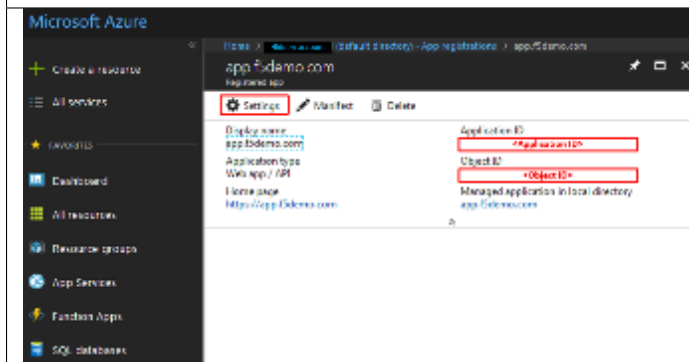 Microsoft Azure
Home > (default directory) - App registrations > app.f5demo.com
app.f5demo.com
Registered app
Create a resource
All services
FAVORITES
Dashboard
All resources
Resource groups
App Services
Function Apps
SQL databases
Settings Manifest Delete
Display name
app.f5demo.com
Application type
Web app / API
Home page
https://app.f5demo.com
Application ID
<Application ID>
Object ID
<Object ID>
Managed application in local directory
app.f5demo.com